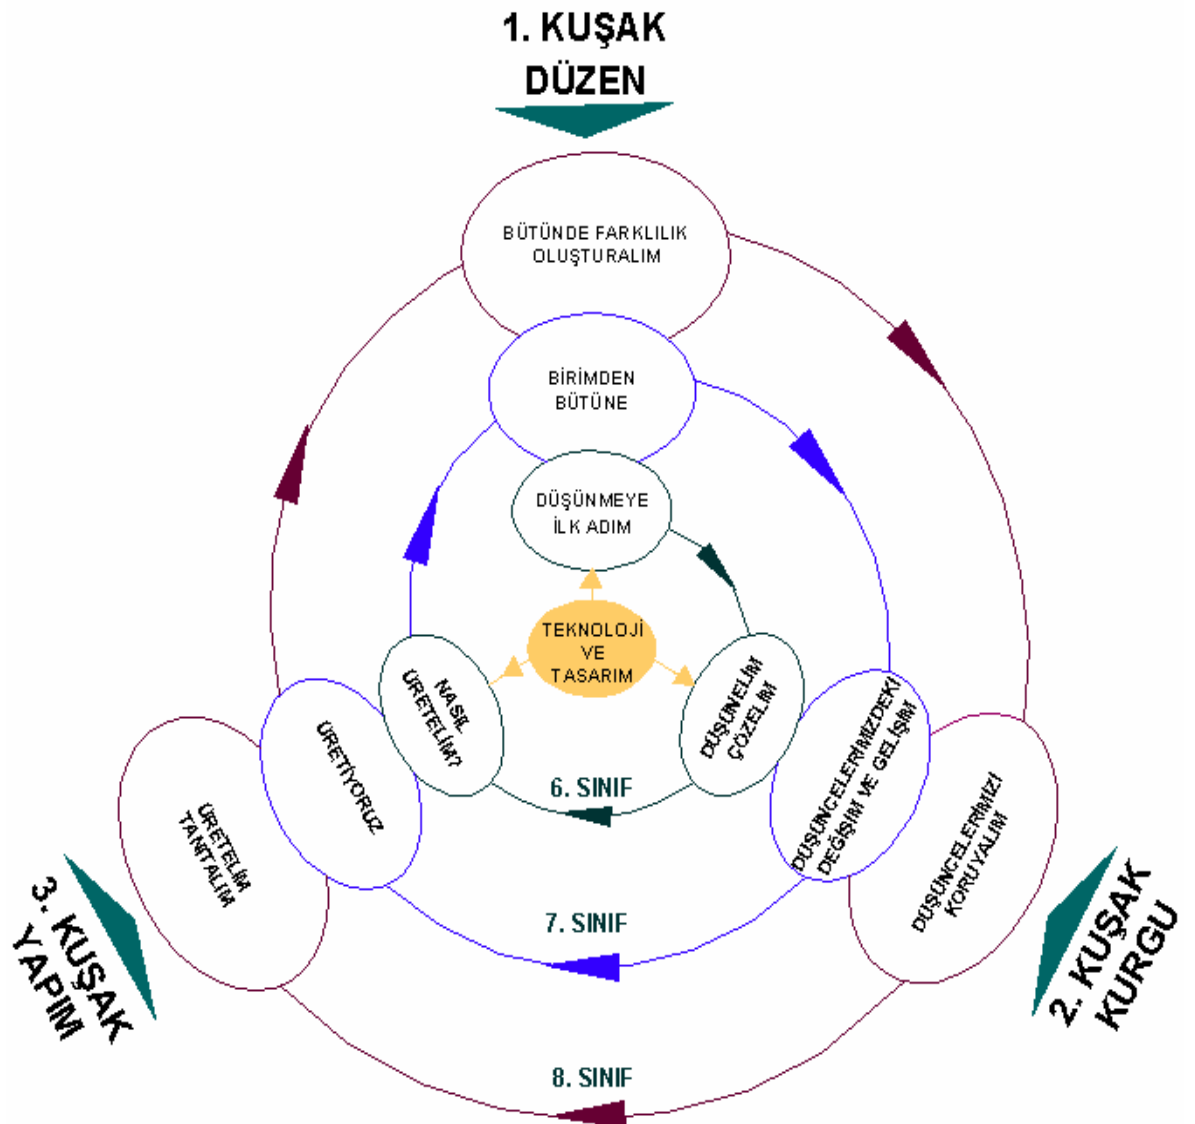 1. KUŞAK
DÜZEN
BÜTÜNDE FARKLILIK
OLUŞTURALIM
BİRİMDEN
BÜTÜNE
DÜŞÜNMEYE
İLK ADIM
TEKNOLOJİ
VE
TASARIM
NASIL
ÜRETELİM?
DÜŞÜNELİM
ÇÖZELİM
ÜRETİYORUZ
DÜŞÜNCELERİMİZDEKİ
DEĞİŞİM VE GELİŞİM
ÜRETELİM
TANITALIM
DÜŞÜNCELERİMİZİ
KORUYALIM
6. SINIF
7. SINIF
8. SINIF
3. KUŞAK
YAPIM
2. KUŞAK
KURGU